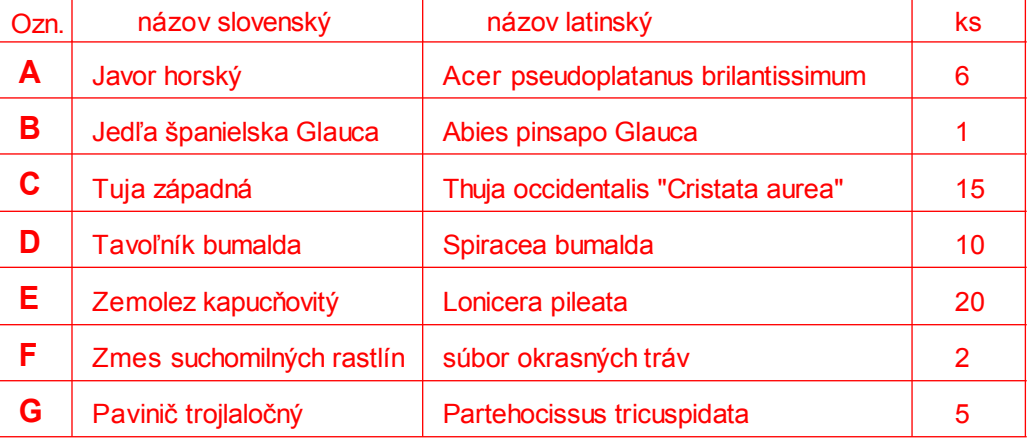 Ozn. názov slovenský názov latinský ks
A Javor horský Acer pseudoplatanus brilantissimum 6
B Jedľa španielska Glauca Abies pinsapo Glauca 1
C Tuja západná Thuja occidentalis "Cristata aurea" 15
D Tavoľník bumalda Spiracea bumalda 10
E Zemolez kapucňovitý Lonicera pileata 20
F Zmes suchomilných rastlín súbor okrasných tráv 2
G Pavinič trojlaločný Partehocissus tricuspidata 5